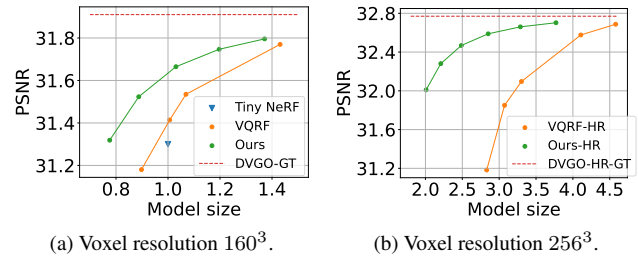 31.8
31.6
31.4
31.2
PSNR
0.8
1.0
1.2
1.4
Model size
Tiny NeRF
VQRF
Ours
DVGO-GT
(a) Voxel resolution 160³.
32.8
32.4
32.0
31.6
31.2
PSNR
2.0
2.5
3.0
3.5
4.0
4.5
Model size
VQRF-HR
Ours-HR
DVGO-HR-GT
(b) Voxel resolution 256³.